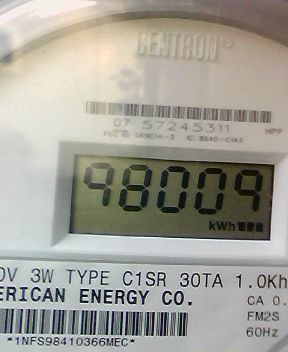 CENTRON
07 57245311 HPP
98009
kWh
0V 3W TYPE C1SR 30TA 1.0Kh
ERICAN ENERGY CO. CA 0.
FM2S
*1NFS98410366MEC* 60Hz